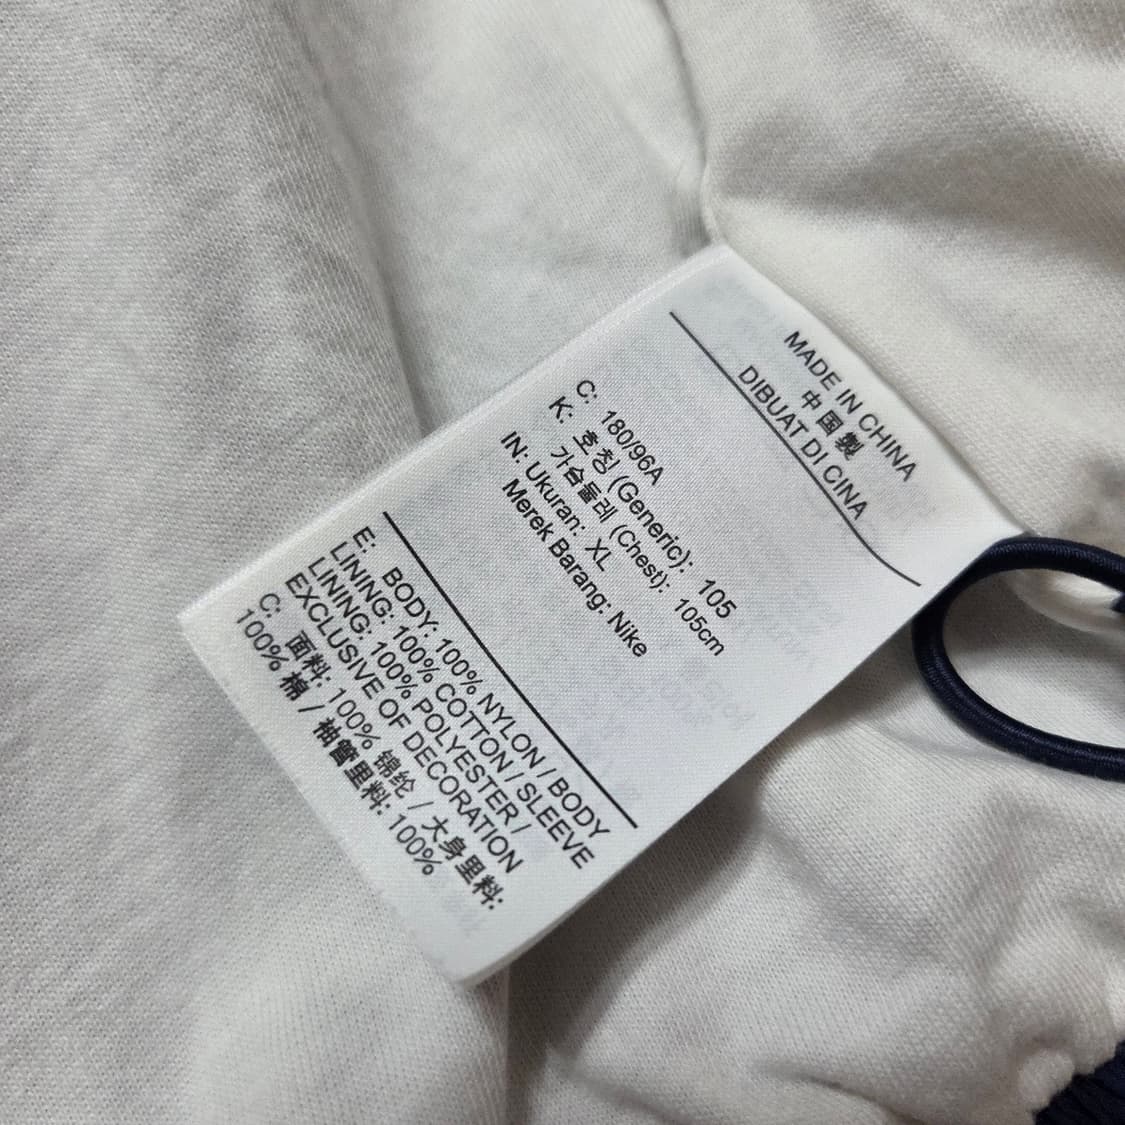 MADE IN CHINA
中国製
DIBUAT DI CINA
C: 180/96A
K: 호칭 (Generic): 105
가슴둘레 (Chest): 105cm
IN: Ukuran: XL
Merek Barang: Nike
E: BODY: 100% NYLON / BODY
LINING: 100% COTTON / SLEEVE
LINING: 100% POLYESTER /
EXCLUSIVE OF DECORATION
C: 面料: 100% 锦纶 / 大身里料:
100% 棉 / 袖管里料: 100%